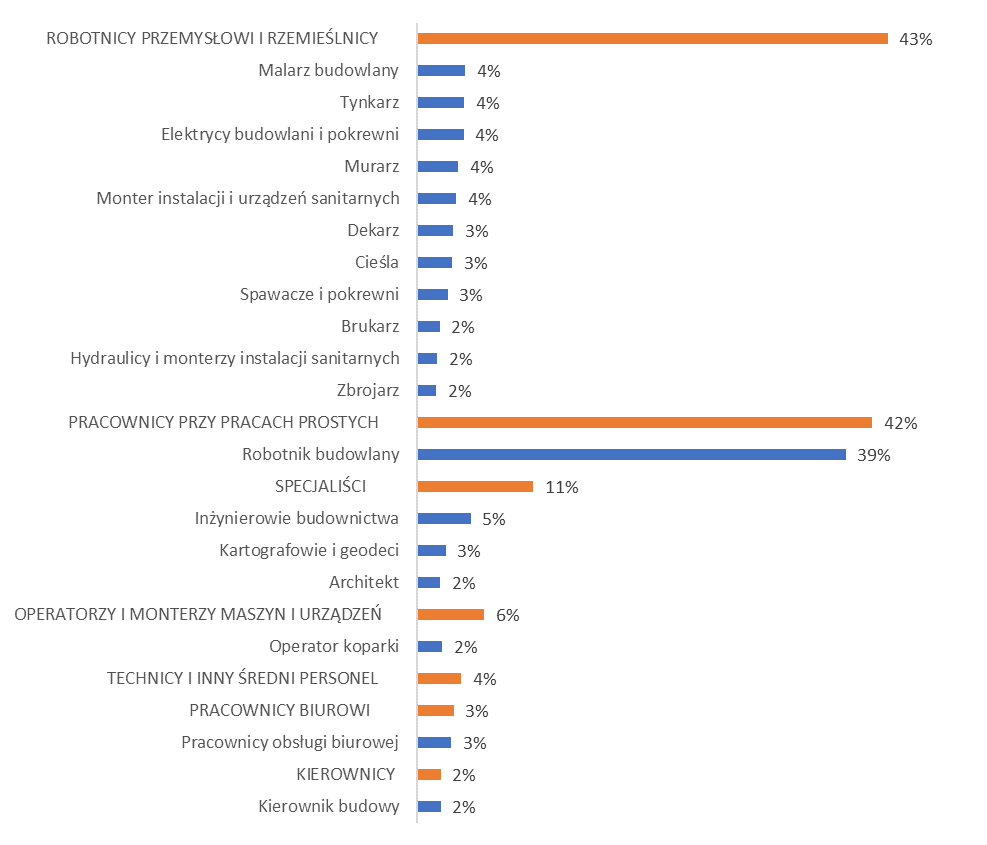 ROBOTNICY PRZEMYSŁOWI I RZEMIEŚLNICY 43%
Malarz budowlany 4%
Tynkarz 4%
Elektrycy budowlani i pokrewni 4%
Murarz 4%
Monter instalacji i urządzeń sanitarnych 4%
Dekarz 3%
Cieśla 3%
Spawacze i pokrewni 3%
Brukarz 2%
Hydraulicy i monterzy instalacji sanitarnych 2%
Zbrojarz 2%
PRACOWNICY PRZY PRACACH PROSTYCH 42%
Robotnik budowlany 39%
SPECJALIŚCI 11%
Inżynierowie budownictwa 5%
Kartografowie i geodeci 3%
Architekt 2%
OPERATORZY I MONTERZY MASZYN I URZĄDZEŃ 6%
Operator koparki 2%
TECHNICY I INNY ŚREDNI PERSONEL 4%
PRACOWNICY BIUROWI 3%
Pracownicy obsługi biurowej 3%
KIEROWNICY 2%
Kierownik budowy 2%